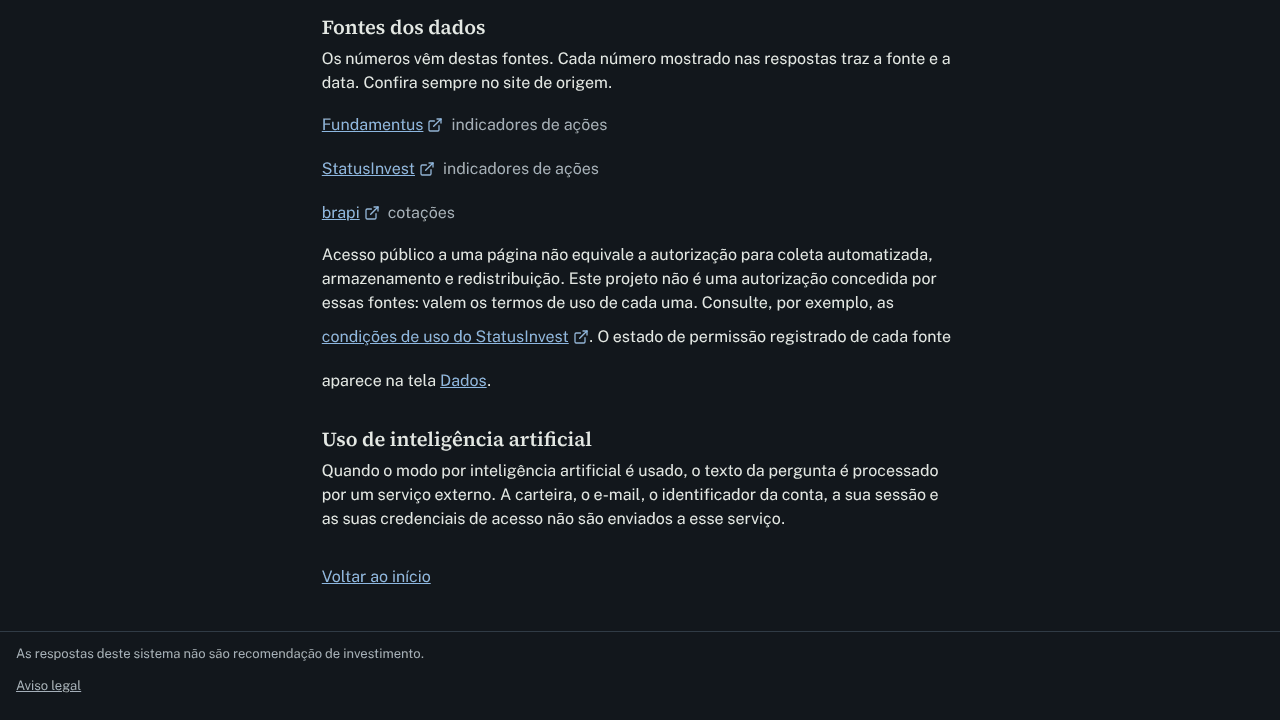 Fontes dos dados
Os números vêm destas fontes. Cada número mostrado nas respostas traz a fonte e a
data. Confira sempre no site de origem.
Fundamentus indicadores de ações
StatusInvest indicadores de ações
brapi cotações
Acesso público a uma página não equivale a autorização para coleta automatizada,
armazenamento e redistribuição. Este projeto não é uma autorização concedida por
essas fontes: valem os termos de uso de cada uma. Consulte, por exemplo, as
condições de uso do StatusInvest. O estado de permissão registrado de cada fonte
aparece na tela Dados.
Uso de inteligência artificial
Quando o modo por inteligência artificial é usado, o texto da pergunta é processado
por um serviço externo. A carteira, o e-mail, o identificador da conta, a sua sessão e
as suas credenciais de acesso não são enviados a esse serviço.
Voltar ao início
As respostas deste sistema não são recomendação de investimento.
Aviso legal